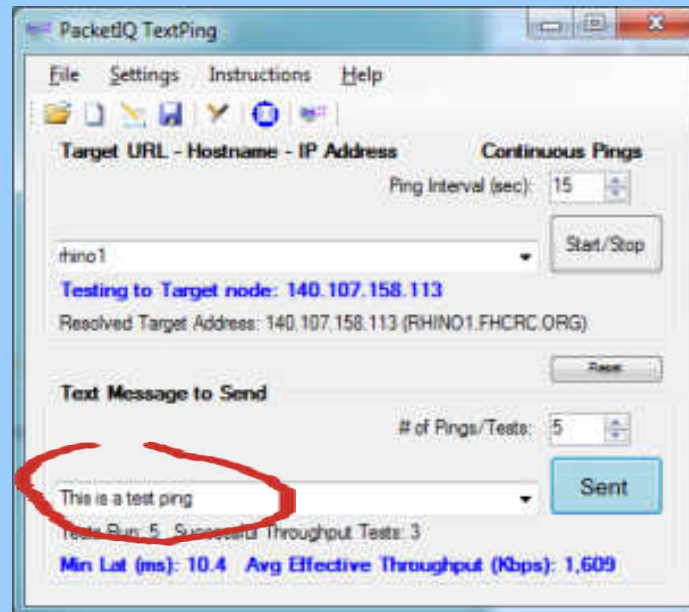 PacketIQ TextPing
File Settings Instructions Help
Target URL - Hostname - IP Address Continuous Pings
Ping Interval (sec): 15
rhino1 Start/Stop
Testing to Target node: 140.107.158.113
Resolved Target Address: 140.107.158.113 (RHINO1.FHCRC.ORG)
Reset
Text Message to Send
# of Pings/Tests: 5
This is a test ping Sent
Tests Run: 5 Successful Throughput Tests: 3
Min Lat (ms): 10.4 Avg Effective Throughput (Kbps): 1,609